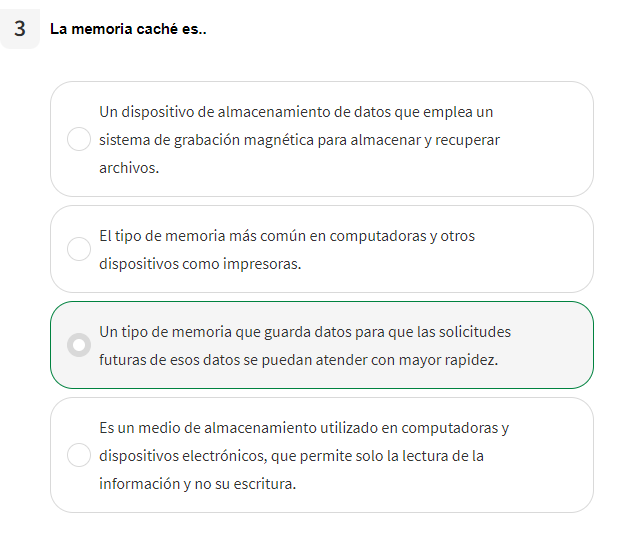 3
La memoria caché es..
Un dispositivo de almacenamiento de datos que emplea un
sistema de grabación magnética para almacenar y recuperar
archivos.
El tipo de memoria más común en computadoras y otros
dispositivos como impresoras.
Un tipo de memoria que guarda datos para que las solicitudes
futuras de esos datos se puedan atender con mayor rapidez.
Es un medio de almacenamiento utilizado en computadoras y
dispositivos electrónicos, que permite solo la lectura de la
información y no su escritura.